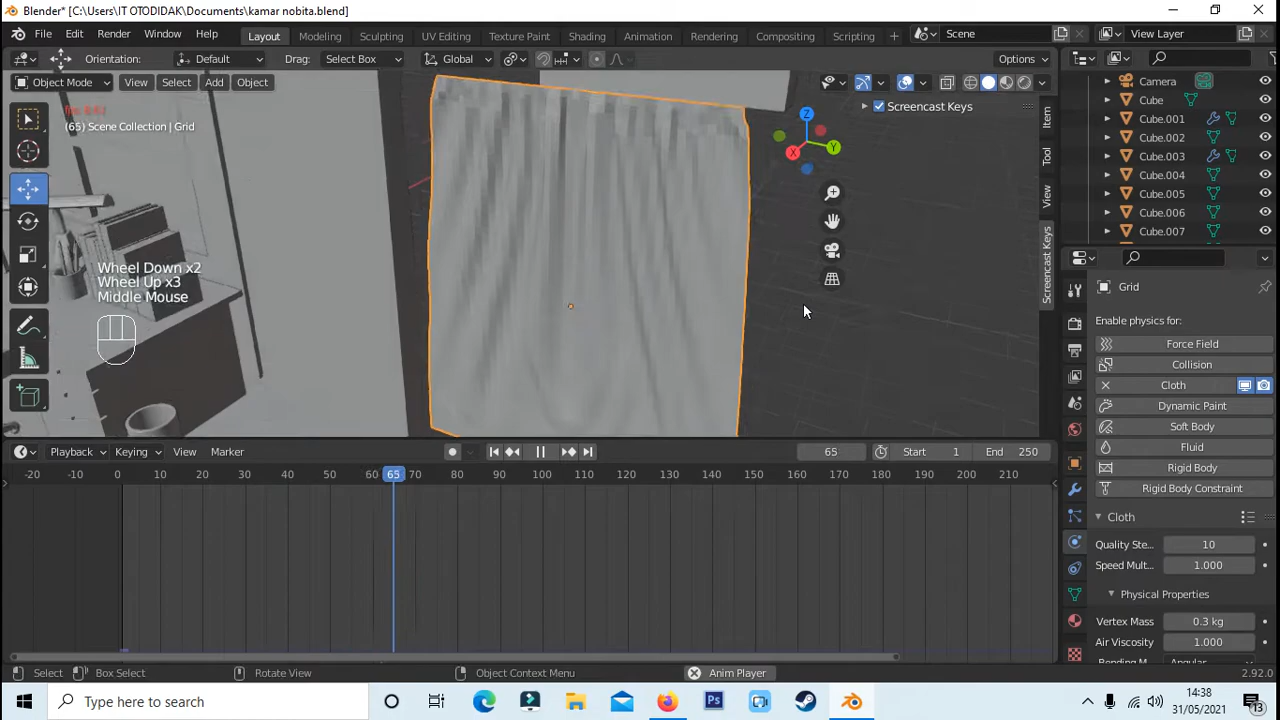 Blender* [C:\Users\IT OTODIDAK\Documents\kamar nobita.blend]
File Edit Render Window Help Layout Modeling Sculpting UV Editing Texture Paint Shading Animation Rendering Compositing Scripting Scene View Layer
Orientation: Default Drag: Select Box Global Options
Object Mode View Select Add Object
(65) Scene Collection | Grid
Screencast Keys
Z
Y
X
Item
Tool
View
Screencast Keys
Wheel Down x2
Wheel Up x3
Middle Mouse
Camera
Cube
Cube.001
Cube.002
Cube.003
Cube.004
Cube.005
Cube.006
Cube.007
Grid
Enable physics for:
Force Field
Collision
Cloth
Dynamic Paint
Soft Body
Fluid
Rigid Body
Rigid Body Constraint
Cloth
Quality Ste... 10
Speed Mult... 1.000
Physical Properties
Vertex Mass 0.3 kg
Air Viscosity 1.000
Playback Keying View Marker 65 Start 1 End 250
-20 -10 0 10 20 30 40 50 60 65 70 80 90 100 110 120 130 140 150 160 170 180 190 200 210
Select Box Select Rotate View Object Context Menu Anim Player 2.92.0
Type here to search
14:38
31/05/2021
13